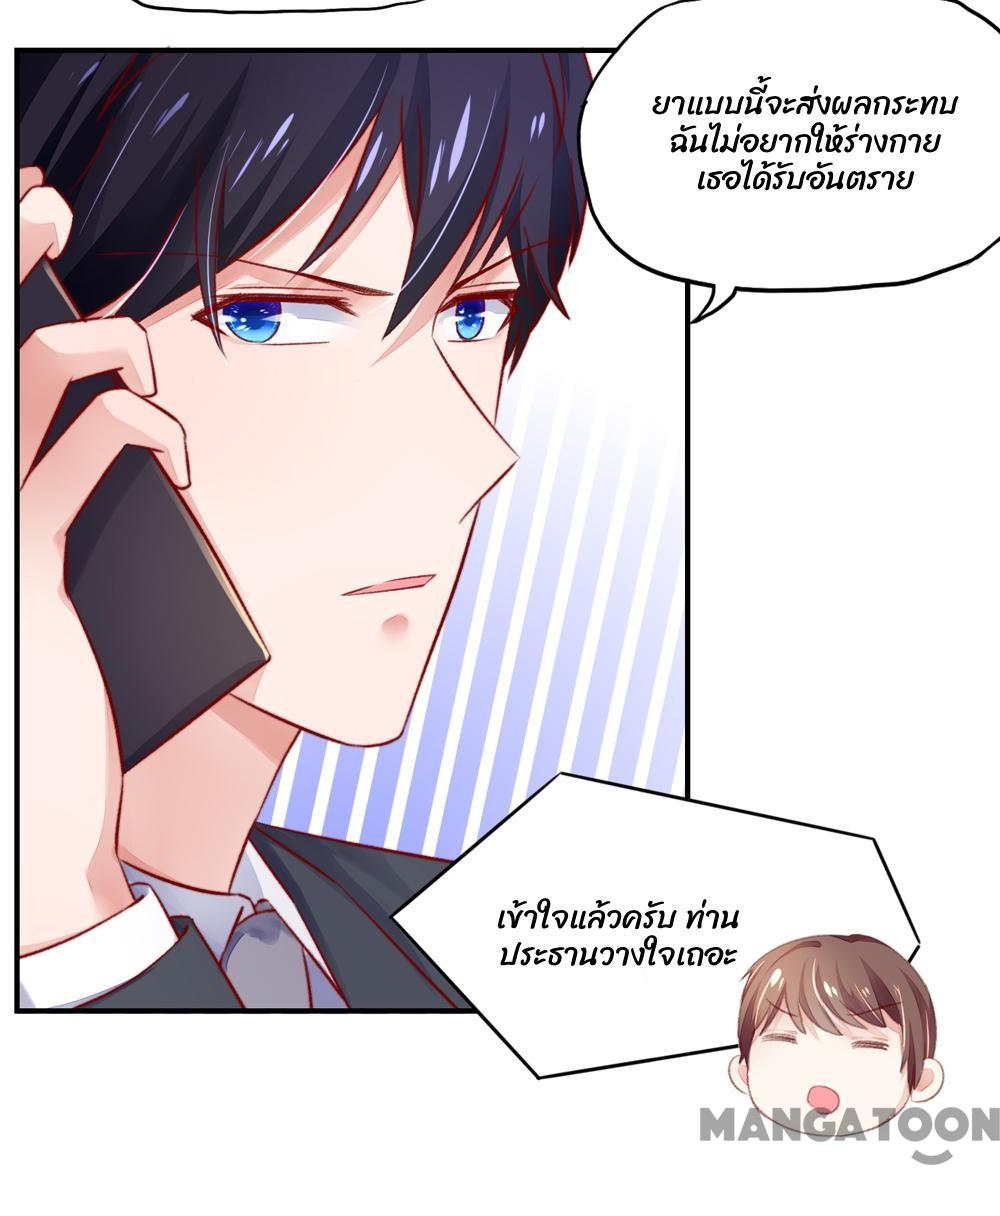 ยาแบบนี้จะส่งผลกระทบ
ฉันไม่อยากให้ร่างกาย
เธอได้รับอันตราย
เข้าใจแล้วครับ ท่าน
ประธานวางใจเถอะ
MANGATOON